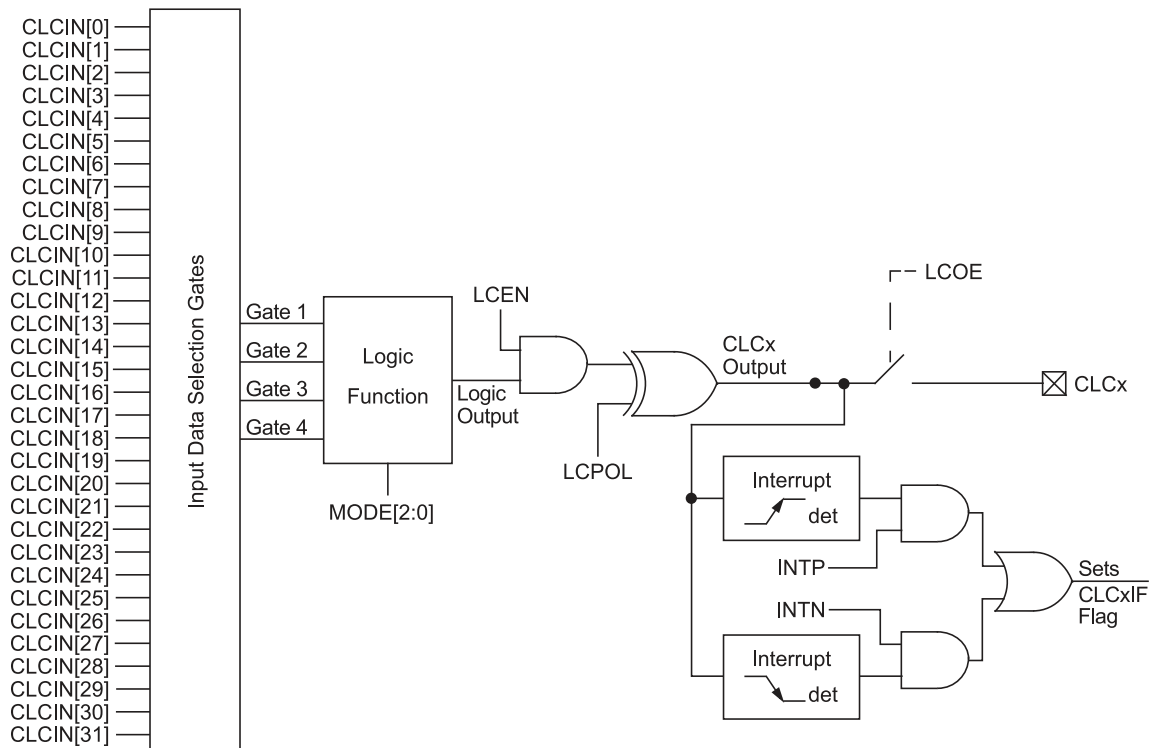 CLCIN[0]
CLCIN[1]
CLCIN[2]
CLCIN[3]
CLCIN[4]
CLCIN[5]
CLCIN[6]
CLCIN[7]
CLCIN[8]
CLCIN[9]
CLCIN[10]
CLCIN[11]
CLCIN[12]
CLCIN[13]
CLCIN[14]
CLCIN[15]
CLCIN[16]
CLCIN[17]
CLCIN[18]
CLCIN[19]
CLCIN[20]
CLCIN[21]
CLCIN[22]
CLCIN[23]
CLCIN[24]
CLCIN[25]
CLCIN[26]
CLCIN[27]
CLCIN[28]
CLCIN[29]
CLCIN[30]
CLCIN[31]
Input Data Selection Gates
Gate 1
Gate 2
Gate 3
Gate 4
Logic
Function
MODE[2:0]
Logic
Output
LCEN
LCPOL
CLCx
Output
LCOE
CLCx
Interrupt
det
INTP
INTN
Interrupt
det
Sets
CLCxIF
Flag